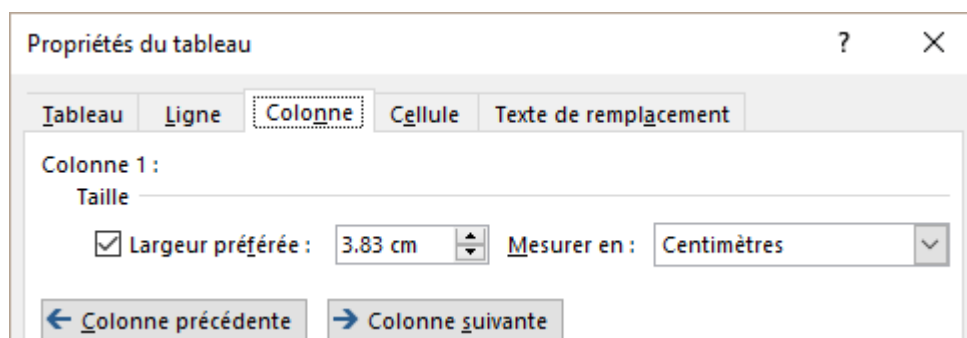 Propriétés du tableau ?
Tableau Ligne Colonne Cellule Texte de remplacement
Colonne 1 :
Taille
Largeur préférée : 3.83 cm Mesurer en : Centimètres
Colonne précédente Colonne suivante